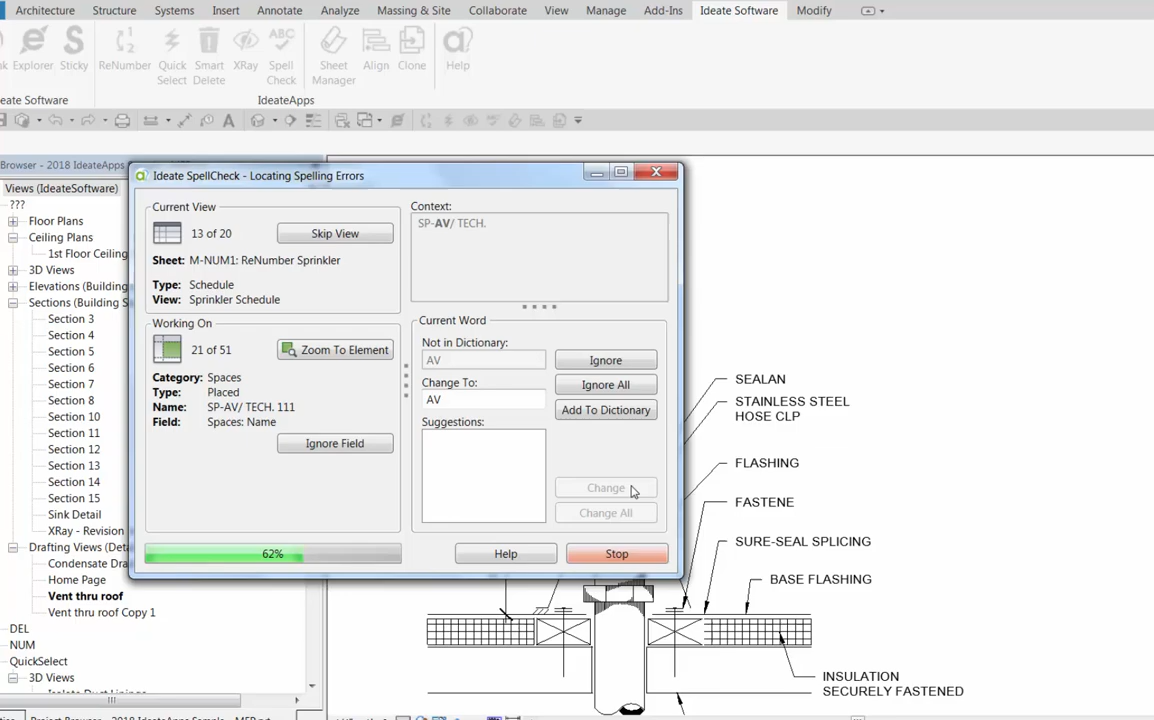 Architecture Structure Systems Insert Annotate Analyze Massing & Site Collaborate View Manage Add-Ins Ideate Software Modify
Explorer Sticky ReNumber Quick Select Smart Delete XRay Spell Check Sheet Manager Align Clone Help
ABC
IdeateApps
Browser - 2018 IdeateApps
Views (IdeateSoftware)
???
Floor Plans
Ceiling Plans
1st Floor Ceiling
3D Views
Elevations (Building
Sections (Building S
Section 3
Section 4
Section 5
Section 6
Section 7
Section 8
Section 10
Section 11
Section 12
Section 13
Section 14
Section 15
Sink Detail
XRay - Revision
Drafting Views (Det
Condensate Dra
Home Page
Vent thru roof
Vent thru roof Copy 1
DEL
NUM
QuickSelect
3D Views
Ideate SpellCheck - Locating Spelling Errors
Current View
13 of 20
Skip View
Sheet: M-NUM1: ReNumber Sprinkler
Type: Schedule
View: Sprinkler Schedule
Working On
21 of 51
Zoom To Element
Category: Spaces
Type: Placed
Name: SP-AV/ TECH. 111
Field: Spaces: Name
Ignore Field
62%
Context:
SP-AV/ TECH.
Current Word
Not in Dictionary:
AV
Ignore
Change To:
Ignore All
AV
Add To Dictionary
Suggestions:
Change
Change All
Help
Stop
SEALAN
STAINLESS STEEL
HOSE CLP
FLASHING
FASTENE
SURE-SEAL SPLICING
BASE FLASHING
INSULATION
SECURELY FASTENED